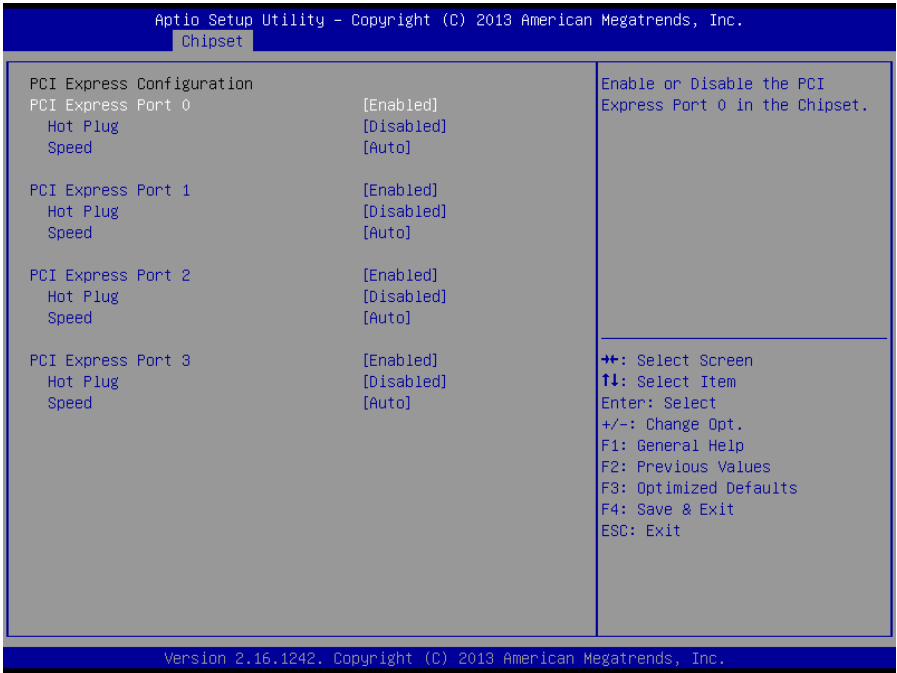 Aptio Setup Utility – Copyright (C) 2013 American Megatrends, Inc.
Chipset
PCI Express Configuration
PCI Express Port 0 [Enabled]
Hot Plug [Disabled]
Speed [Auto]
PCI Express Port 1 [Enabled]
Hot Plug [Disabled]
Speed [Auto]
PCI Express Port 2 [Enabled]
Hot Plug [Disabled]
Speed [Auto]
PCI Express Port 3 [Enabled]
Hot Plug [Disabled]
Speed [Auto]
Enable or Disable the PCI
Express Port 0 in the Chipset.
→←: Select Screen
↑↓: Select Item
Enter: Select
+/-: Change Opt.
F1: General Help
F2: Previous Values
F3: Optimized Defaults
F4: Save & Exit
ESC: Exit
Version 2.16.1242. Copyright (C) 2013 American Megatrends, Inc.